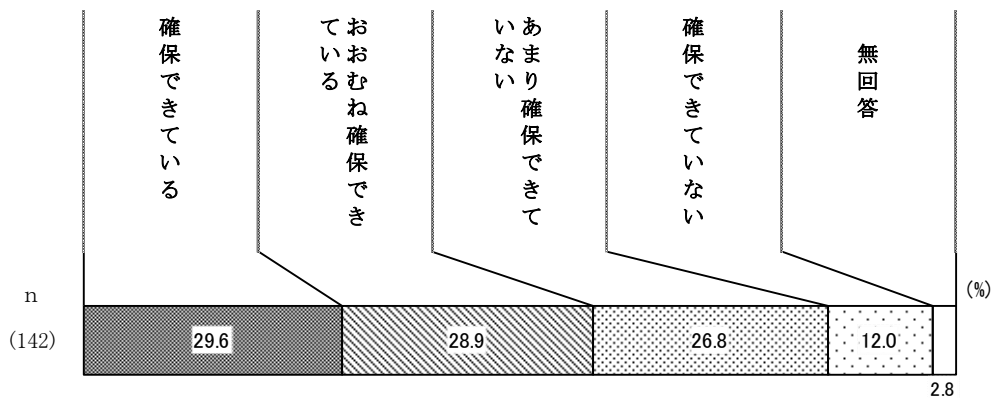 確保できている
おおむね確保でき
ている
あまり確保できて
いない
確保できていない
無回答
n
(%)
(142)
29.6
28.9
26.8
12.0
2.8